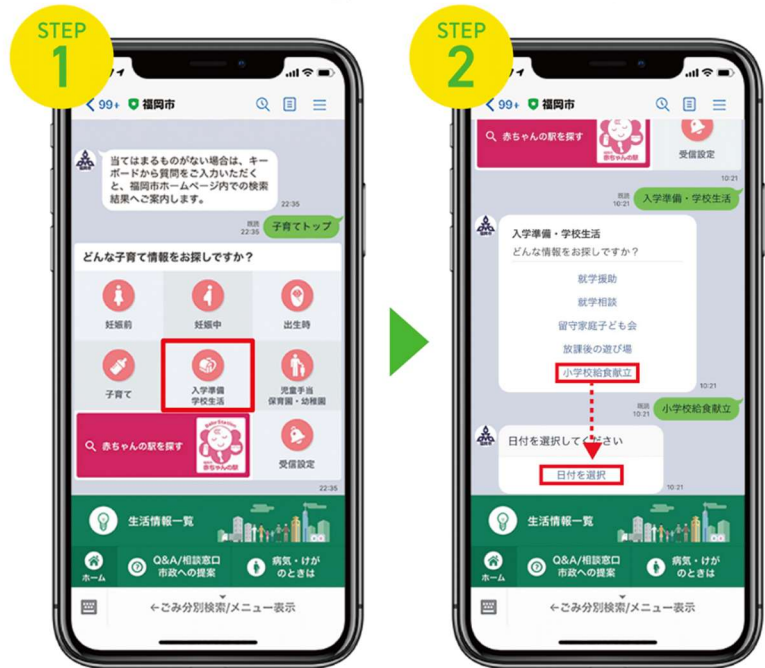 STEP
1
99+ 福岡市
当てはまるものがない場合は、キー
ボードから質問をご入力いただく
と、福岡市ホームページ内での検索
結果へご案内します。
22:35
既読
22:35
子育てトップ
どんな子育て情報をお探しですか？
妊娠前
妊娠中
出生時
子育て
入学準備
学校生活
児童手当
保育園・幼稚園
赤ちゃんの駅を探す
Baby Station
赤ちゃんの駅
受信設定
22:35
生活情報一覧
ホーム
Q&A/相談窓口
市政への提案
病気・けが
のときは
←ごみ分別検索/メニュー表示
STEP
2
99+ 福岡市
赤ちゃんの駅を探す
赤ちゃんの駅
受信設定
10:21
既読
10:21
入学準備・学校生活
入学準備・学校生活
どんな情報をお探しですか？
就学援助
就学相談
留守家庭子ども会
放課後の遊び場
小学校給食献立
10:21
既読
10:21
小学校給食献立
日付を選択してください
日付を選択
10:21
生活情報一覧
ホーム
Q&A/相談窓口
市政への提案
病気・けが
のときは
←ごみ分別検索/メニュー表示